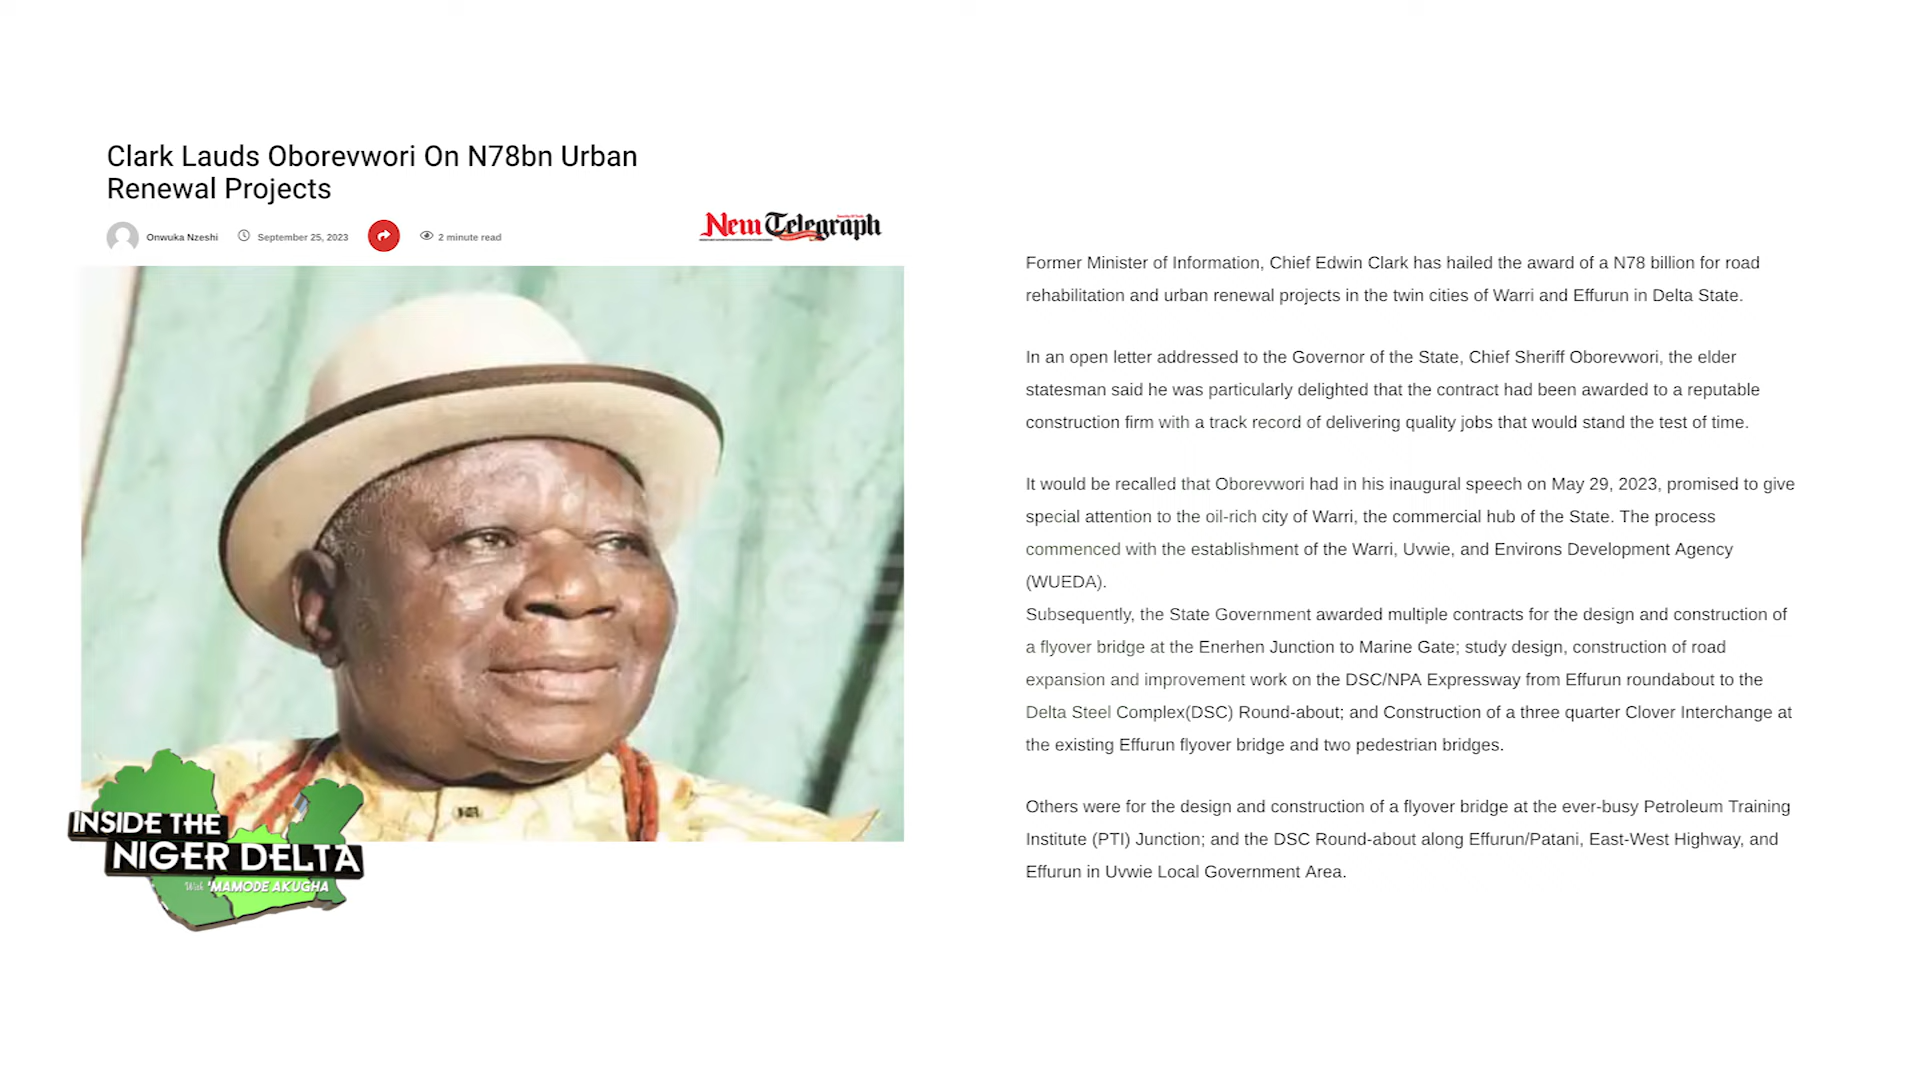 Clark Lauds Oborevwori On N78bn Urban
Renewal Projects
Onwuka Nzeshi
September 25, 2023
2 minute read
New Telegraph
Former Minister of Information, Chief Edwin Clark has hailed the award of a N78 billion for road
rehabilitation and urban renewal projects in the twin cities of Warri and Effurun in Delta State.
In an open letter addressed to the Governor of the State, Chief Sheriff Oborevwori, the elder
statesman said he was particularly delighted that the contract had been awarded to a reputable
construction firm with a track record of delivering quality jobs that would stand the test of time.
It would be recalled that Oborevwori had in his inaugural speech on May 29, 2023, promised to give
special attention to the oil-rich city of Warri, the commercial hub of the State. The process
commenced with the establishment of the Warri, Uvwie, and Environs Development Agency
(WUEDA).
Subsequently, the State Government awarded multiple contracts for the design and construction of
a flyover bridge at the Enerhen Junction to Marine Gate; study design, construction of road
expansion and improvement work on the DSC/NPA Expressway from Effurun roundabout to the
Delta Steel Complex(DSC) Round-about; and Construction of a three quarter Clover Interchange at
the existing Effurun flyover bridge and two pedestrian bridges.
Others were for the design and construction of a flyover bridge at the ever-busy Petroleum Training
Institute (PTI) Junction; and the DSC Round-about along Effurun/Patani, East-West Highway, and
Effurun in Uvwie Local Government Area.
INSIDE THE
NIGER DELTA
With 'MAMODE AKUGHA